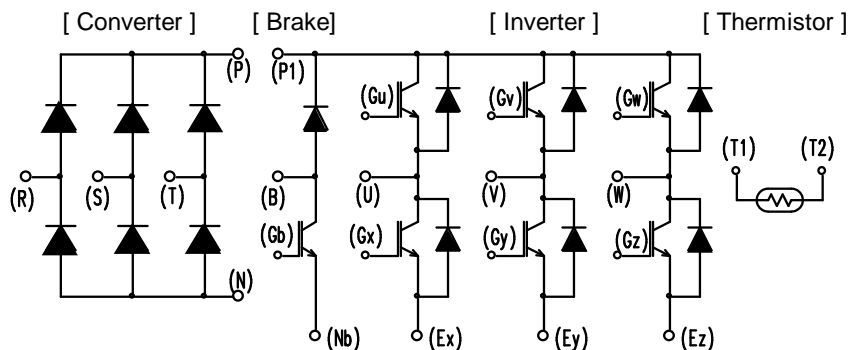 [ Converter ] [ Brake] [ Inverter ] [ Thermistor ]
(P) (P1)
(Gu) (Gv) (Gw)
(T1) (T2)
(R) (S) (T) (B) (U) (V) (W)
(Gb) (Gx) (Gy) (Gz)
(N)
(Nb) (Ex) (Ey) (Ez)